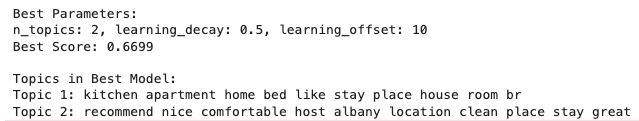 Best Parameters:
n_topics: 2, learning_decay: 0.5, learning_offset: 10
Best Score: 0.6699
Topics in Best Model:
Topic 1: kitchen apartment home bed like stay place house room br
Topic 2: recommend nice comfortable host albany location clean place stay great